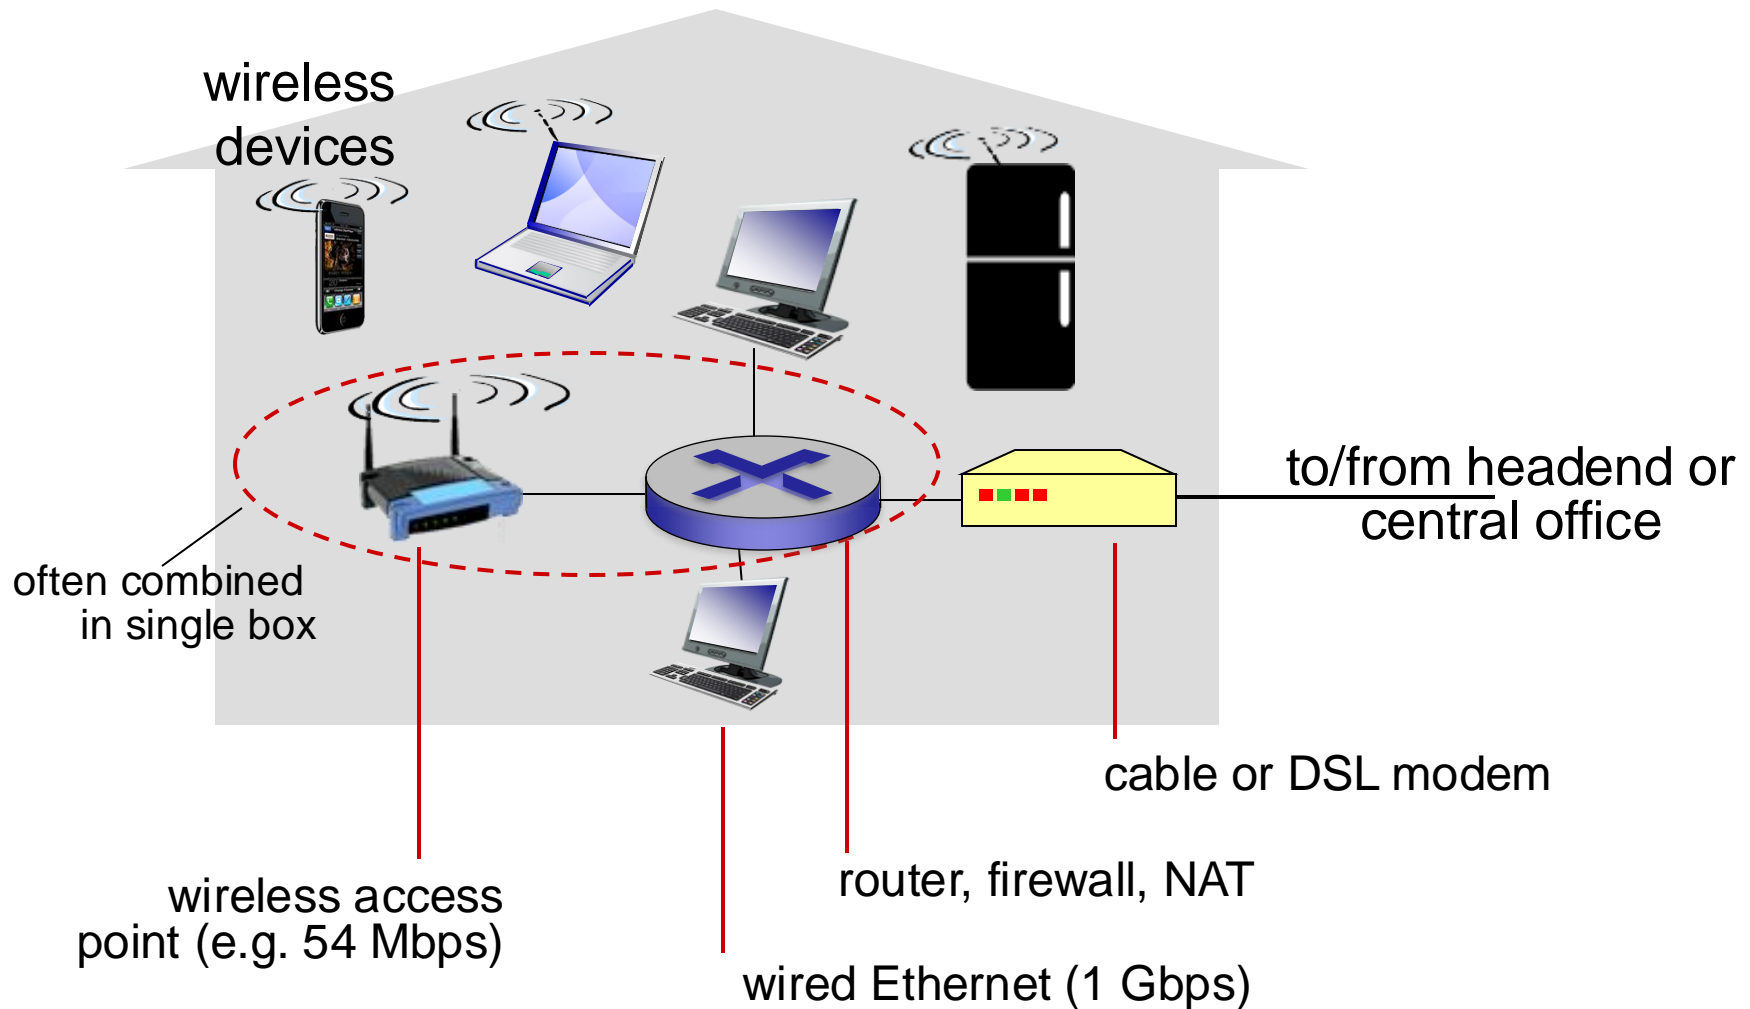 wireless
devices
to/from headend or
central office
often combined
in single box
cable or DSL modem
router, firewall, NAT
wireless access
point (e.g. 54 Mbps)
wired Ethernet (1 Gbps)